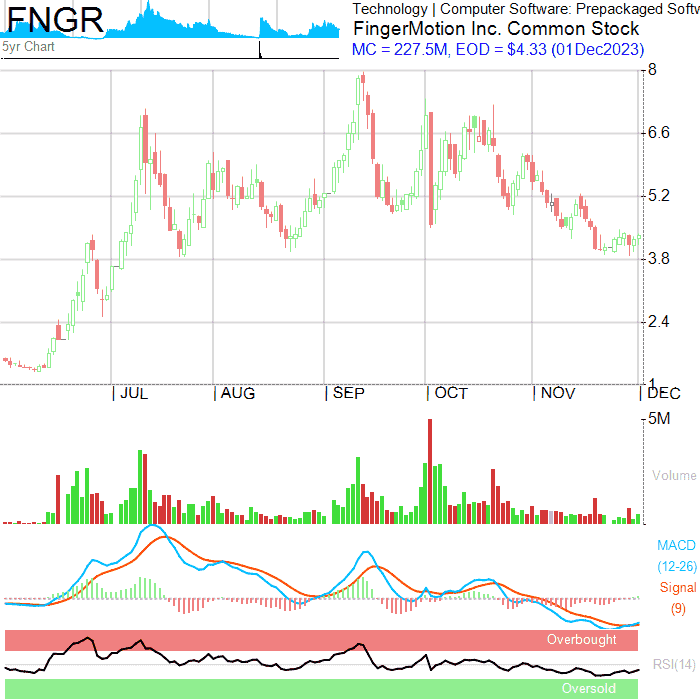 FNGR
5yr Chart
Technology | Computer Software: Prepackaged Softw
FingerMotion Inc. Common Stock
MC = 227.5M, EOD = $4.33 (01Dec2023)
8
6.6
5.2
3.8
2.4
1
JUL
AUG
SEP
OCT
NOV
DEC
5M
Volume
MACD
(12-26)
Signal
(9)
Overbought
RSI(14)
Oversold